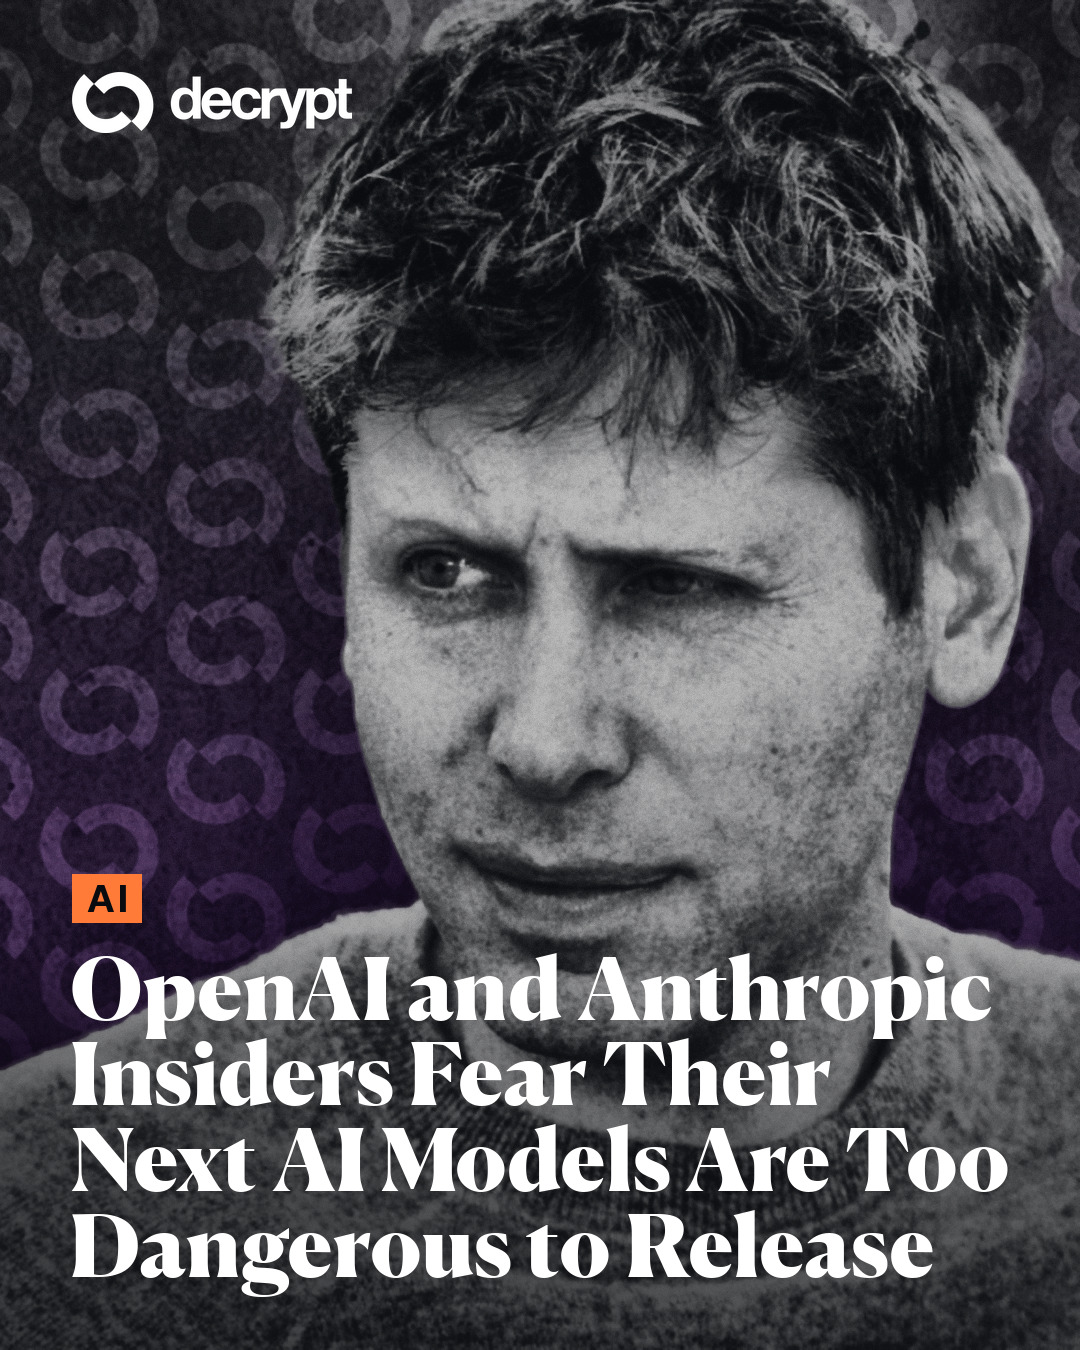 decrypt
AI
OpenAI and Anthropic
Insiders Fear Their
Next AI Models Are Too
Dangerous to Release